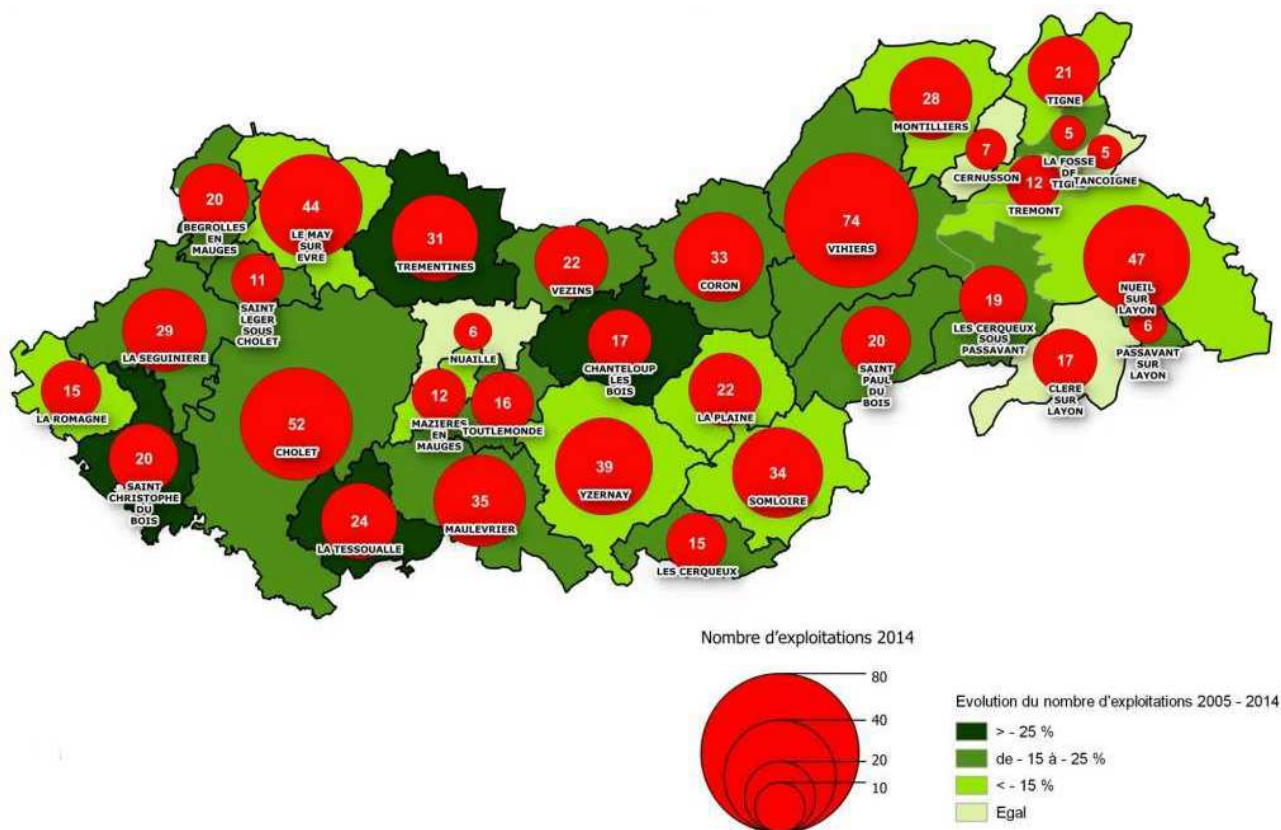 21
TIGNE
28
MONTILLIERS
5
LA FOSSE
DE
TIGNE
5
TANCOIGNE
7
CERNUSSON
12
TREMONT
20
BEGROLLES
EN
MAUGES
44
LE MAY
SUR
EVRE
31
TREMENTINES
22
VEZINS
33
CORON
74
VIHIERS
47
NUEIL
SUR
LAYON
11
SAINT
LEGER
SOUS
CHOLET
29
LA SEGUINIERE
6
NUAILLE
17
CHANTELOUP
LES
BOIS
20
SAINT
PAUL
DU
BOIS
19
LES CERQUEUX
SOUS
PASSAVANT
6
PASSAVANT
SUR
LAYON
17
CLERE
SUR
LAYON
15
LA ROMAGNE
52
CHOLET
12
MAZIERES
EN
MAUGES
16
TOUTLEMONDE
22
LA PLAINE
20
SAINT
CHRISTOPHE
DU
BOIS
24
LA TESSOUALLE
35
MAULEVRIER
39
YZERNAY
34
SOMLOIRE
15
LES CERQUEUX
Nombre d'exploitations 2014
80
40
20
10
Evolution du nombre d'exploitations 2005 - 2014
> - 25 %
de - 15 à - 25 %
< - 15 %
Egal